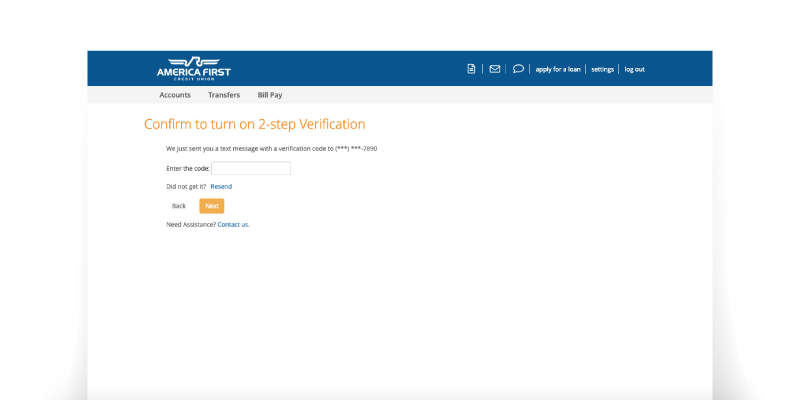 AMERICA FIRST
CREDIT UNION
apply for a loan
settings
log out
Accounts Transfers Bill Pay
Confirm to turn on 2-step Verification
We just sent you a text message with a verification code to (***) ***-7890
Enter the code:
Did not get it? Resend
Back Next
Need Assistance? Contact us.